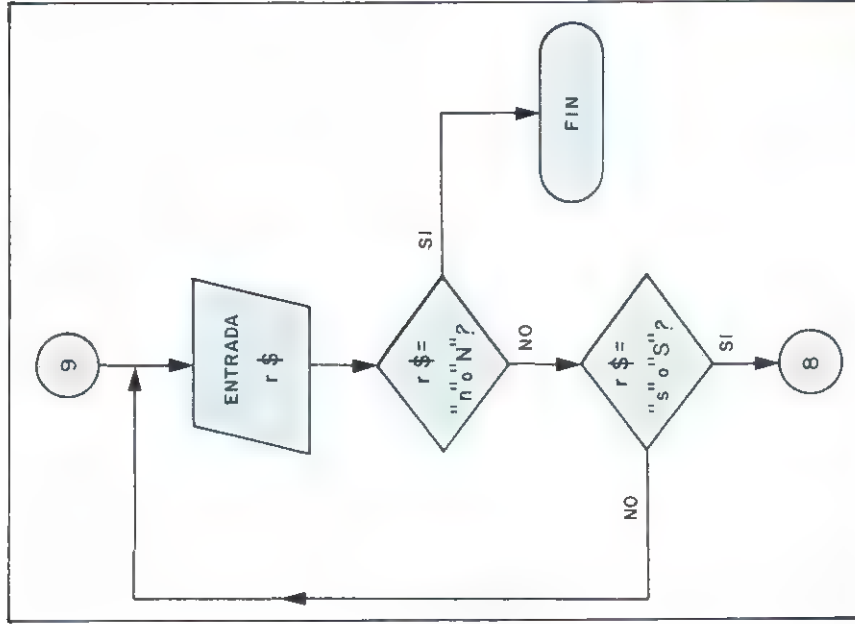 9
ENTRADA
r $
r $=
"n"o"N"?
SI
FIN
NO
r $=
"s"o"S"?
NO
SI
8